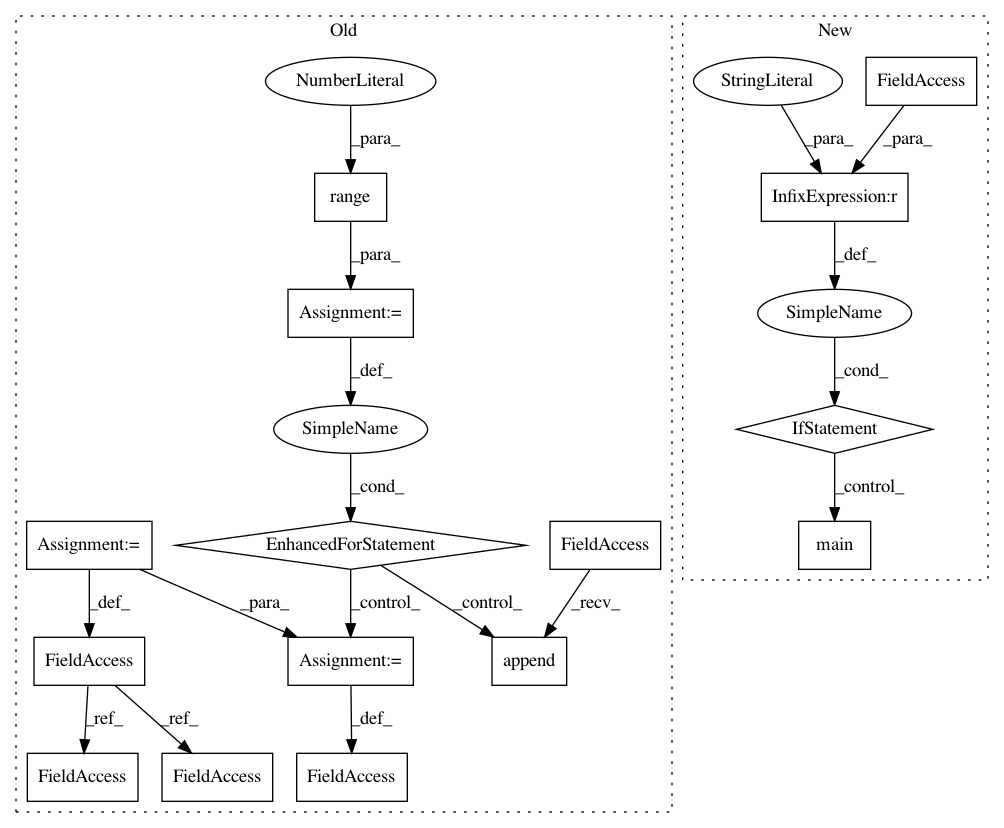 Old
New
NumberLiteral
StringLiteral
FieldAccess
_para_
_para_
_para_
range
InfixExpression:r
_para_
_def_
Assignment:=
SimpleName
_def_
_cond_
SimpleName
IfStatement
_cond_
_control_
Assignment:=
EnhancedForStatement
FieldAccess
main
_def_
_para_
_control_
_control_
_recv_
FieldAccess
Assignment:=
append
_ref_
_ref_
_def_
FieldAccess
FieldAccess
FieldAccess